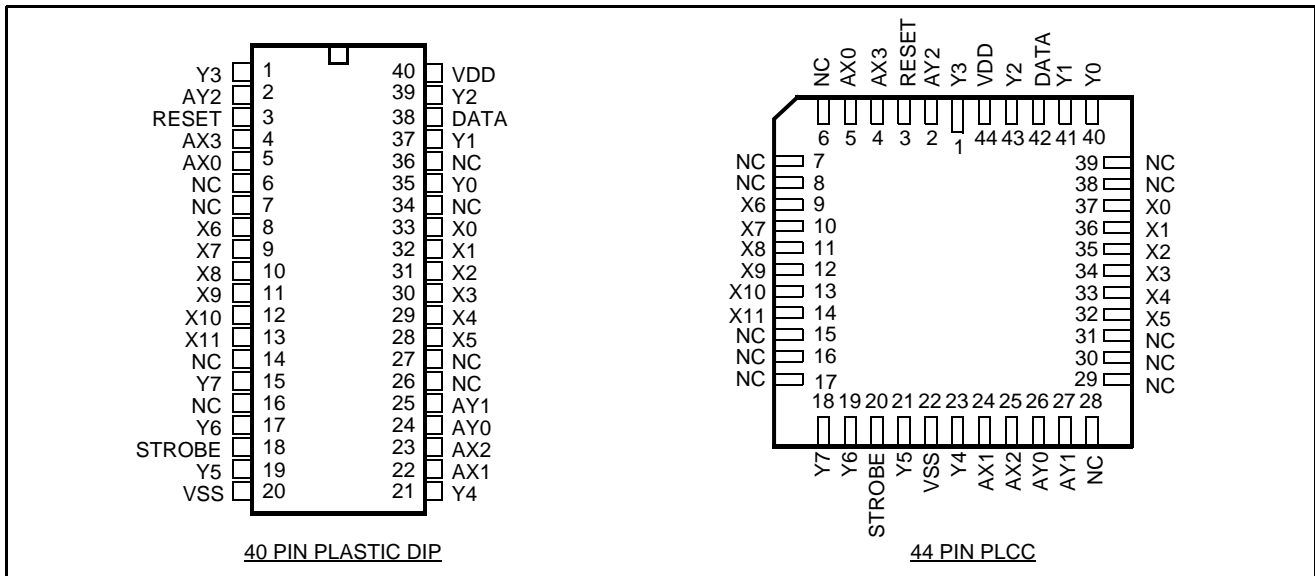 Y3 1 40 VDD
AY2 2 39 Y2
RESET 3 38 DATA
AX3 4 37 Y1
AX0 5 36 NC
NC 6 35 Y0
NC 7 34 NC
X6 8 33 X0
X7 9 32 X1
X8 10 31 X2
X9 11 30 X3
X10 12 29 X4
X11 13 28 X5
NC 14 27 NC
Y7 15 26 NC
NC 16 25 AY1
Y6 17 24 AY0
STROBE 18 23 AX2
Y5 19 22 AX1
VSS 20 21 Y4
40 PIN PLASTIC DIP
NC AX0 AX3 RESET AY2 Y3 VDD Y2 DATA Y1 Y0
6 5 4 3 2 1 44 43 42 41 40
NC 7 39 NC
NC 8 38 NC
X6 9 37 X0
X7 10 36 X1
X8 11 35 X2
X9 12 34 X3
X10 13 33 X4
X11 14 32 X5
NC 15 31 NC
NC 16 30 NC
NC 17 29 NC
18 19 20 21 22 23 24 25 26 27 28
Y7 Y6 STROBE Y5 VSS Y4 AX1 AX2 AY0 AY1 NC
44 PIN PLCC